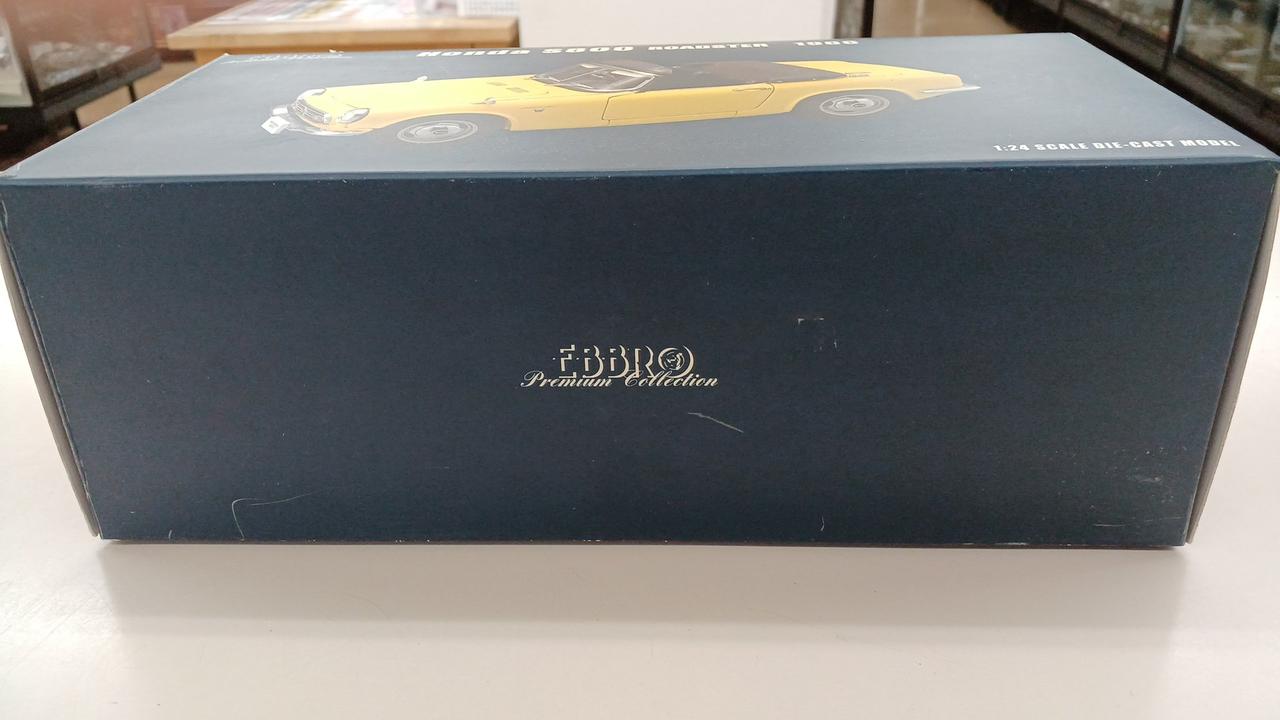 Honda S800 ROADSTER 1966
1:24 SCALE DIE-CAST MODEL
EBBRO
Premium Collection